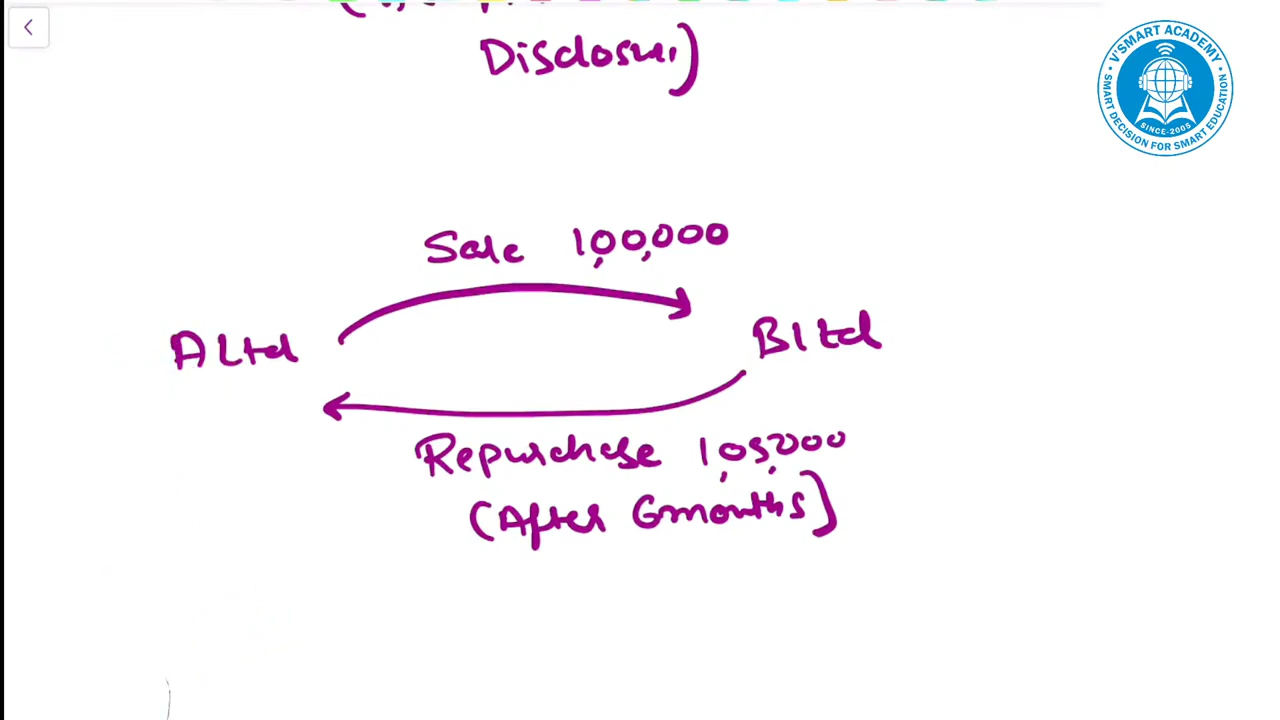 Disclosur)
V'SMART ACADEMY
SINCE-2005
SMART DECISION FOR SMART EDUCATION
Sale 1,00,000
A Ltd
B Ltd
Repurchase 1,05,000
(After 6months)